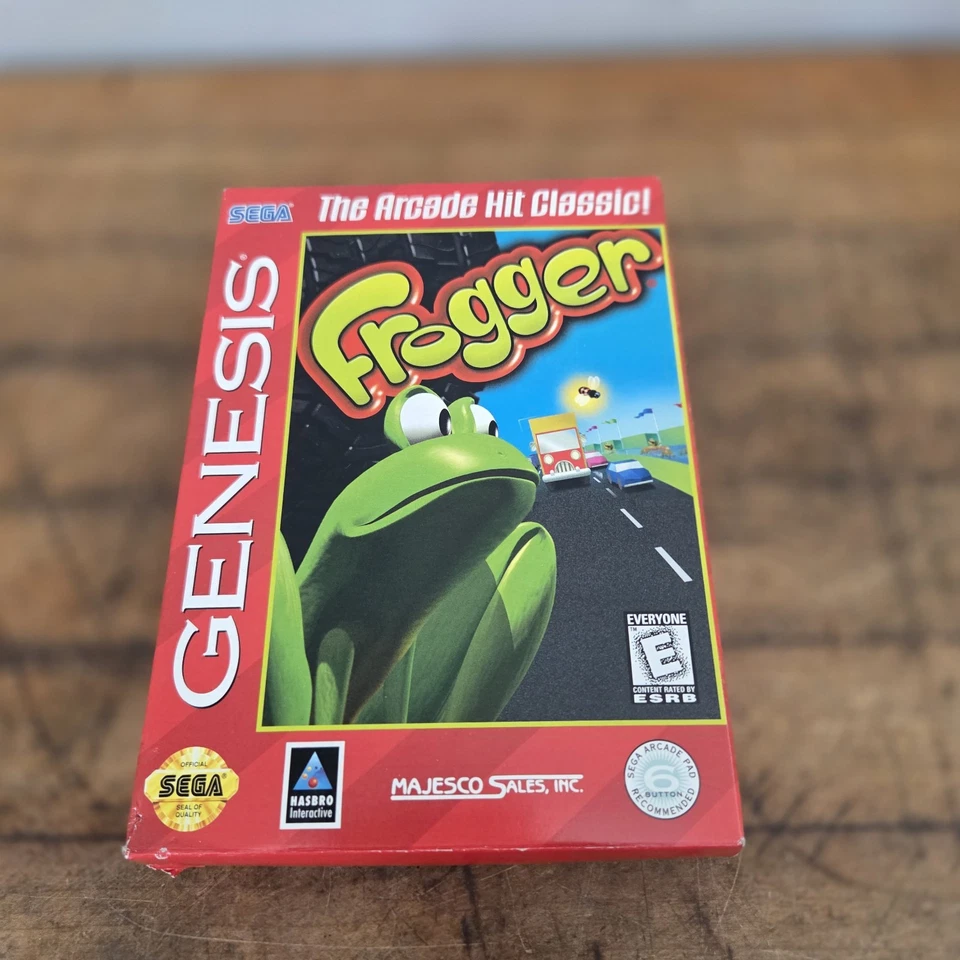 SEGA
The Arcade Hit Classic!
GENESIS®
Frogger®
EVERYONE
E™
CONTENT RATED BY
ESRB
OFFICIAL
SEGA
SEAL OF
QUALITY
HASBRO
Interactive
MAJESCO SALES, INC.
SEGA ARCADE PAD
6
BUTTON
RECOMMENDED